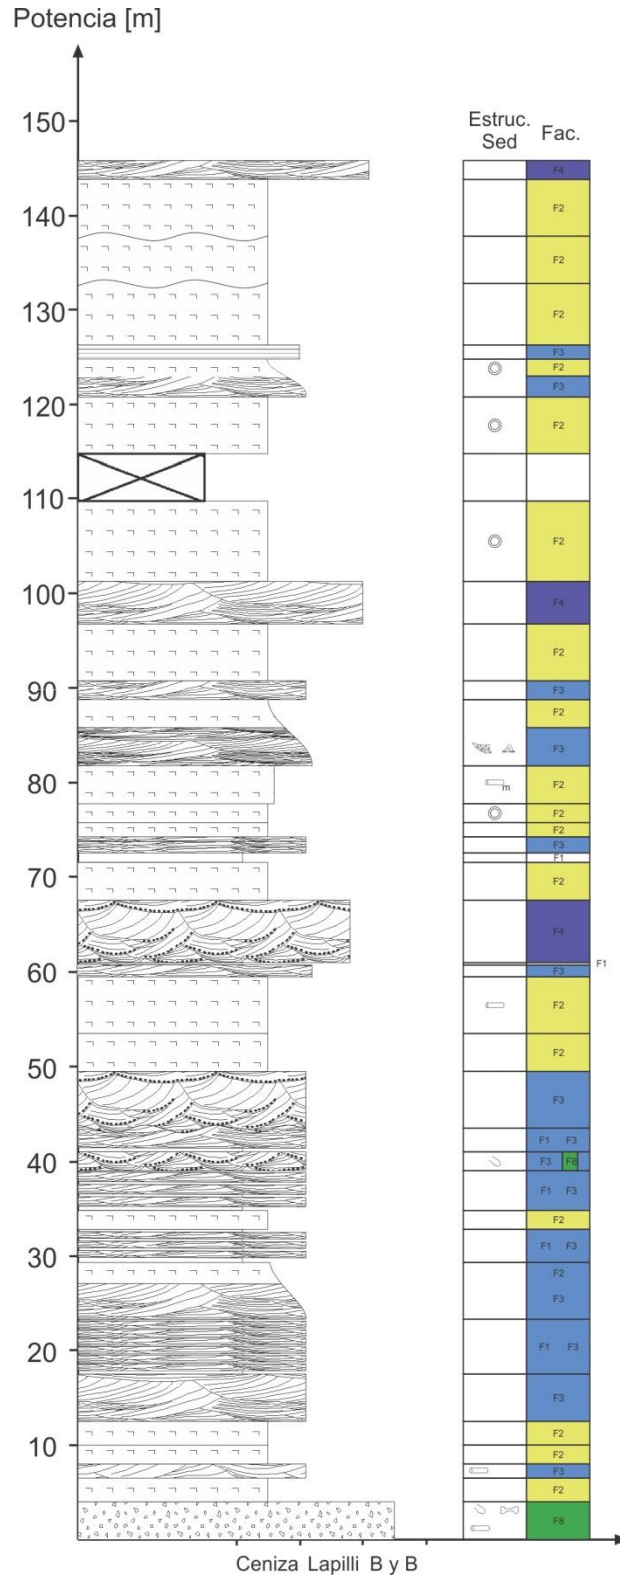 Potencia [m]
Estruc.
Sed
Fac.
150
140
130
120
110
100
90
80
70
60
50
40
30
20
10
F4
F2
F2
F2
F3
F2
F3
F2
F2
F4
F2
F3
F2
F3
m
F2
F2
F2
F3
F1
F2
F4
F1
F3
F2
F2
F3
F1 F3
F3 F8
F1 F3
F2
F1 F3
F2
F3
F1 F3
F3
F2
F2
F3
F2
F8
Ceniza Lapilli B y B